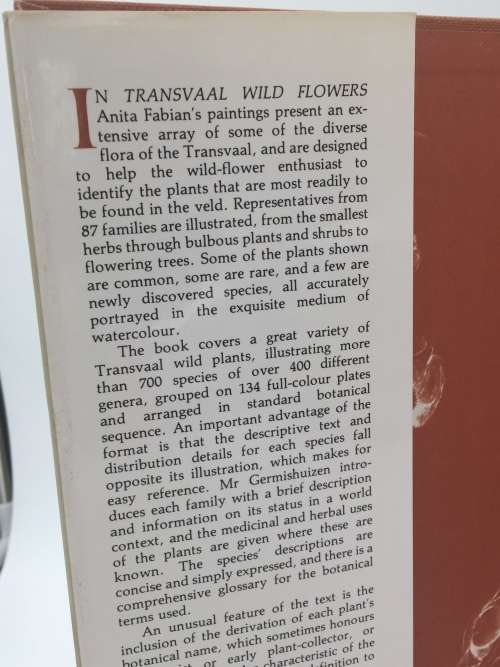 IN TRANSVAAL WILD FLOWERS
Anita Fabian's paintings present an ex-
tensive array of some of the diverse
flora of the Transvaal, and are designed
to help the wild-flower enthusiast to
identify the plants that are most readily to
be found in the veld. Representatives from
87 families are illustrated, from the smallest
herbs through bulbous plants and shrubs to
flowering trees. Some of the plants shown
are common, some are rare, and a few are
newly discovered species, all accurately
portrayed in the exquisite medium of
watercolour.
The book covers a great variety of
Transvaal wild plants, illustrating more
than 700 species of over 400 different
genera, grouped on 134 full-colour plates
and arranged in standard botanical
sequence. An important advantage of the
format is that the descriptive text and
distribution details for each species fall
opposite its illustration, which makes for
easy reference. Mr Germishuizen intro-
duces each family with a brief description
and information on its status in a world
context, and the medicinal and herbal uses
of the plants are given where these are
known. The species' descriptions are
concise and simply expressed, and there is a
comprehensive glossary for the botanical
terms used.
An unusual feature of the text is the
inclusion of the derivation of each plant's
botanical name, which sometimes honours
or early plant-collector, or
characteristic of the
definition to